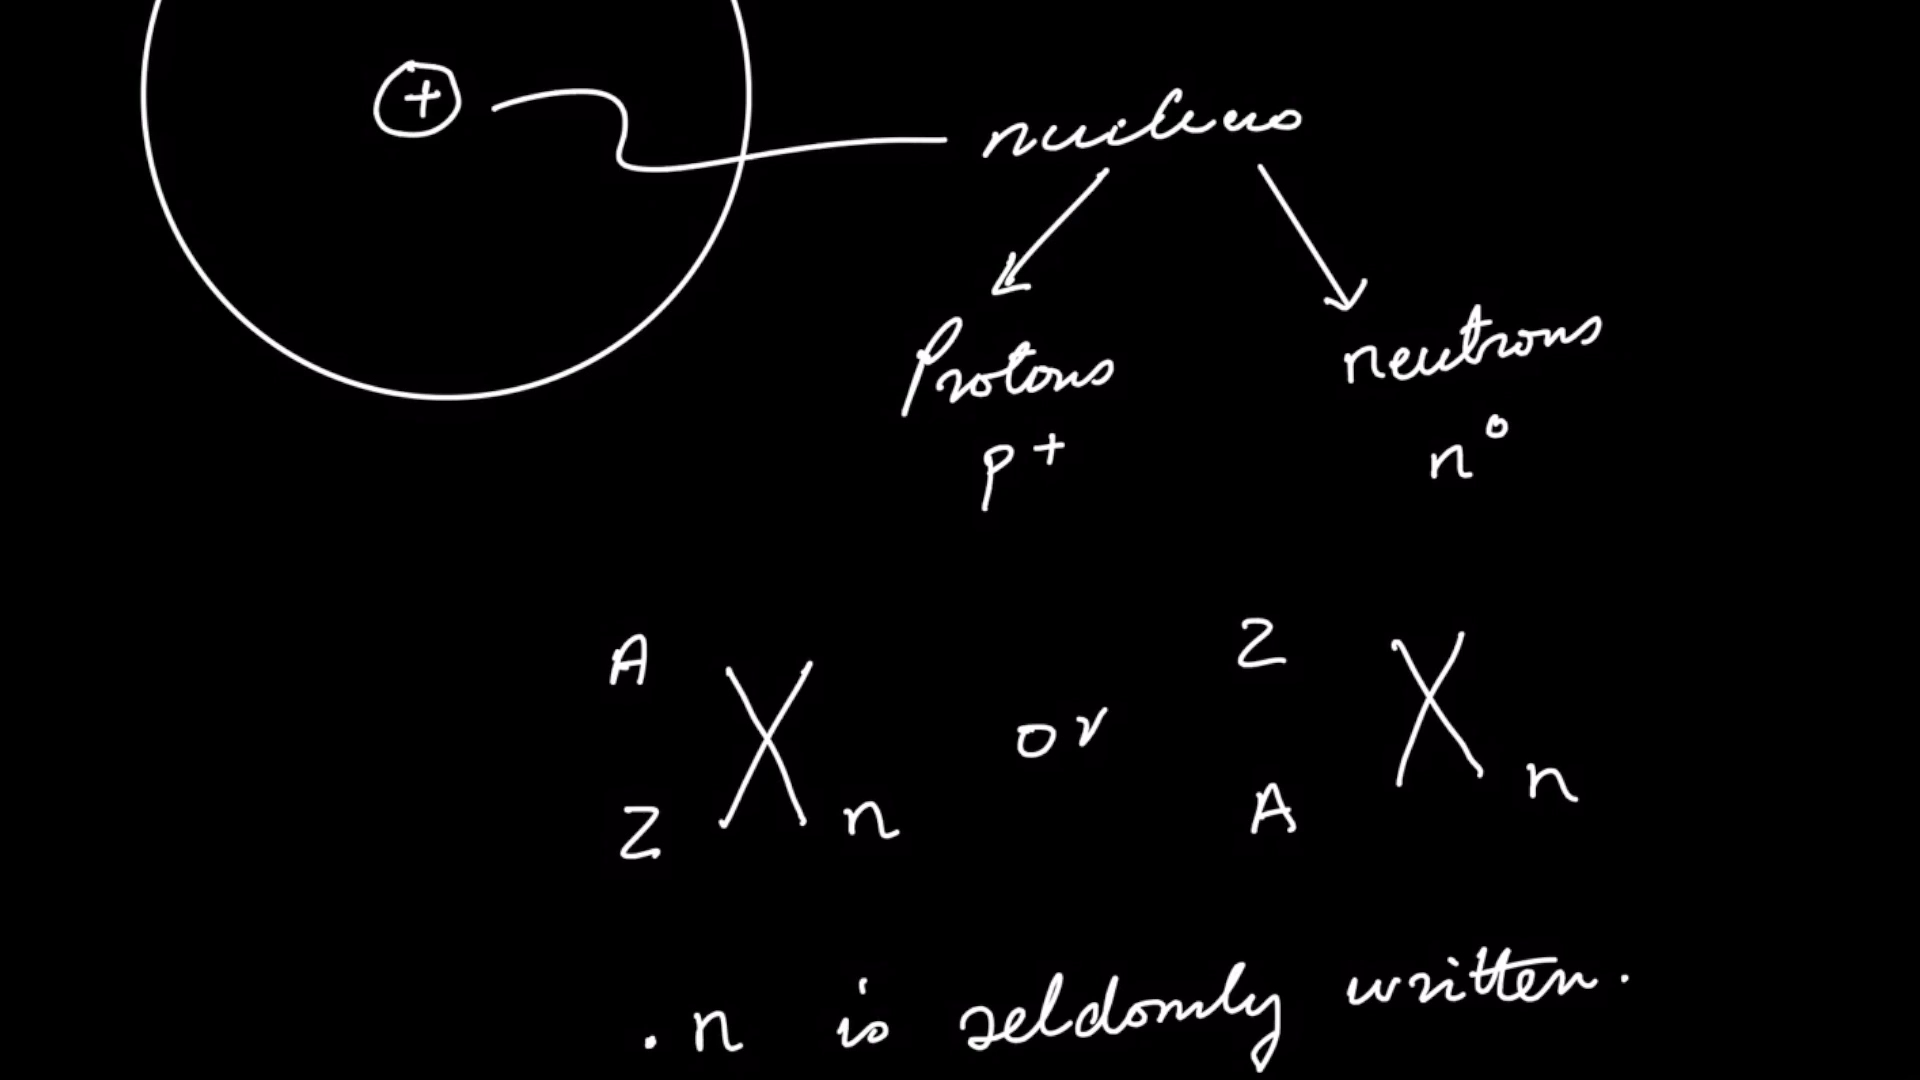 +
nucleus
Protons neutrons
p+ n°
A Z
X or X
Z n A n
. n is seldomly written.